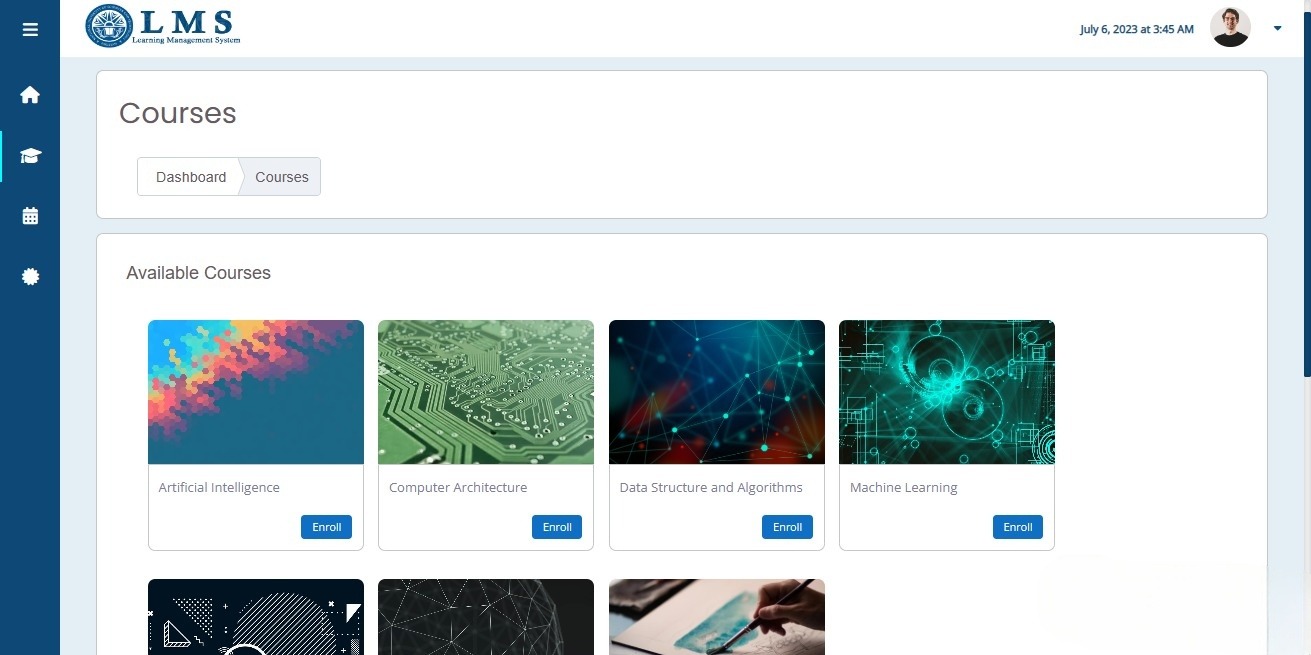 LMS
Learning Management System
July 6, 2023 at 3:45 AM
Courses
Dashboard
Courses
Available Courses
Artificial Intelligence
Computer Architecture
Data Structure and Algorithms
Machine Learning
Enroll
Enroll
Enroll
Enroll